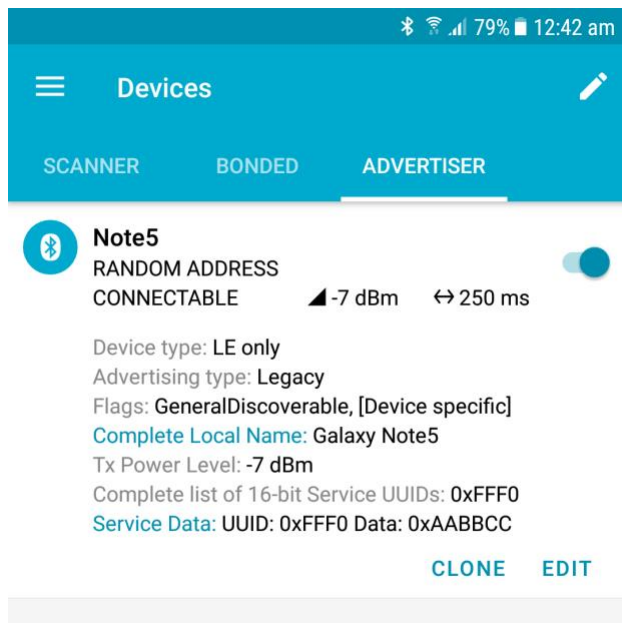 79% 12:42 am
Devices
SCANNER BONDED ADVERTISER
Note5
RANDOM ADDRESS
CONNECTABLE -7 dBm ↔ 250 ms
Device type: LE only
Advertising type: Legacy
Flags: GeneralDiscoverable, [Device specific]
Complete Local Name: Galaxy Note5
Tx Power Level: -7 dBm
Complete list of 16-bit Service UUIDs: 0xFFF0
Service Data: UUID: 0xFFF0 Data: 0xAABBCC
CLONE EDIT